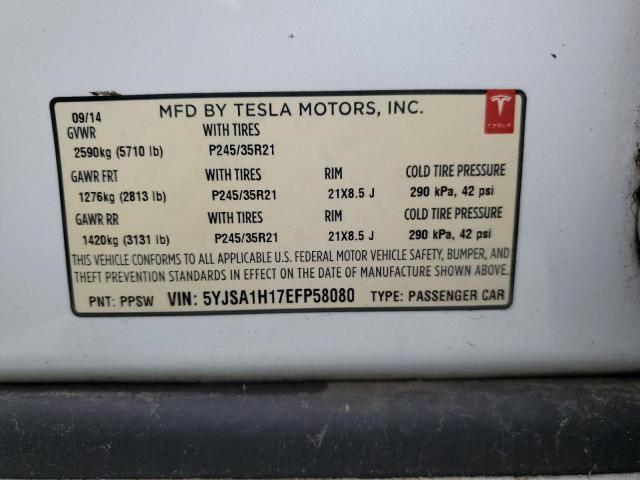 09/14 MFD BY TESLA MOTORS, INC.
TESLA
GVWR WITH TIRES
2590kg (5710 lb) P245/35R21
GAWR FRT WITH TIRES RIM COLD TIRE PRESSURE
1276kg (2813 lb) P245/35R21 21X8.5 J 290 kPa, 42 psi
GAWR RR WITH TIRES RIM COLD TIRE PRESSURE
1420kg (3131 lb) P245/35R21 21X8.5 J 290 kPa, 42 psi
THIS VEHICLE CONFORMS TO ALL APPLICABLE U.S. FEDERAL MOTOR VEHICLE SAFETY, BUMPER, AND
THEFT PREVENTION STANDARDS IN EFFECT ON THE DATE OF MANUFACTURE SHOWN ABOVE.
PNT: PPSW VIN: 5YJSA1H17EFP58080 TYPE: PASSENGER CAR